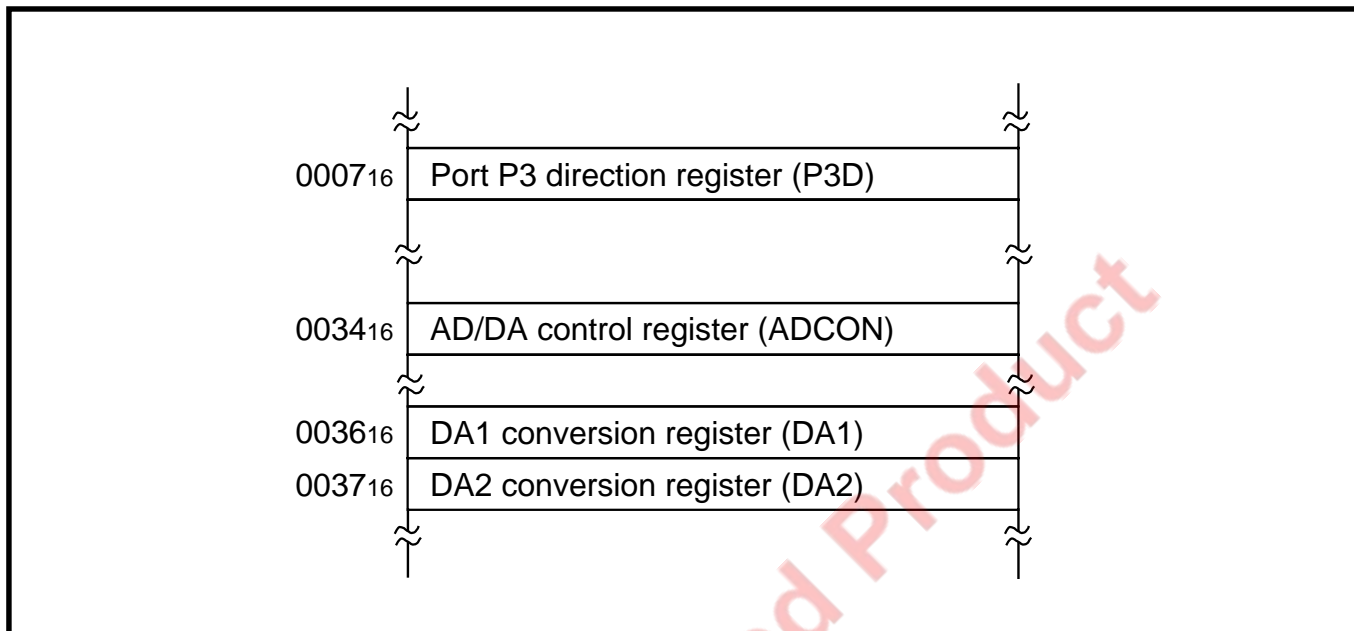 0007₁₆ Port P3 direction register (P3D)
0034₁₆ AD/DA control register (ADCON)
0036₁₆ DA1 conversion register (DA1)
0037₁₆ DA2 conversion register (DA2)
Product